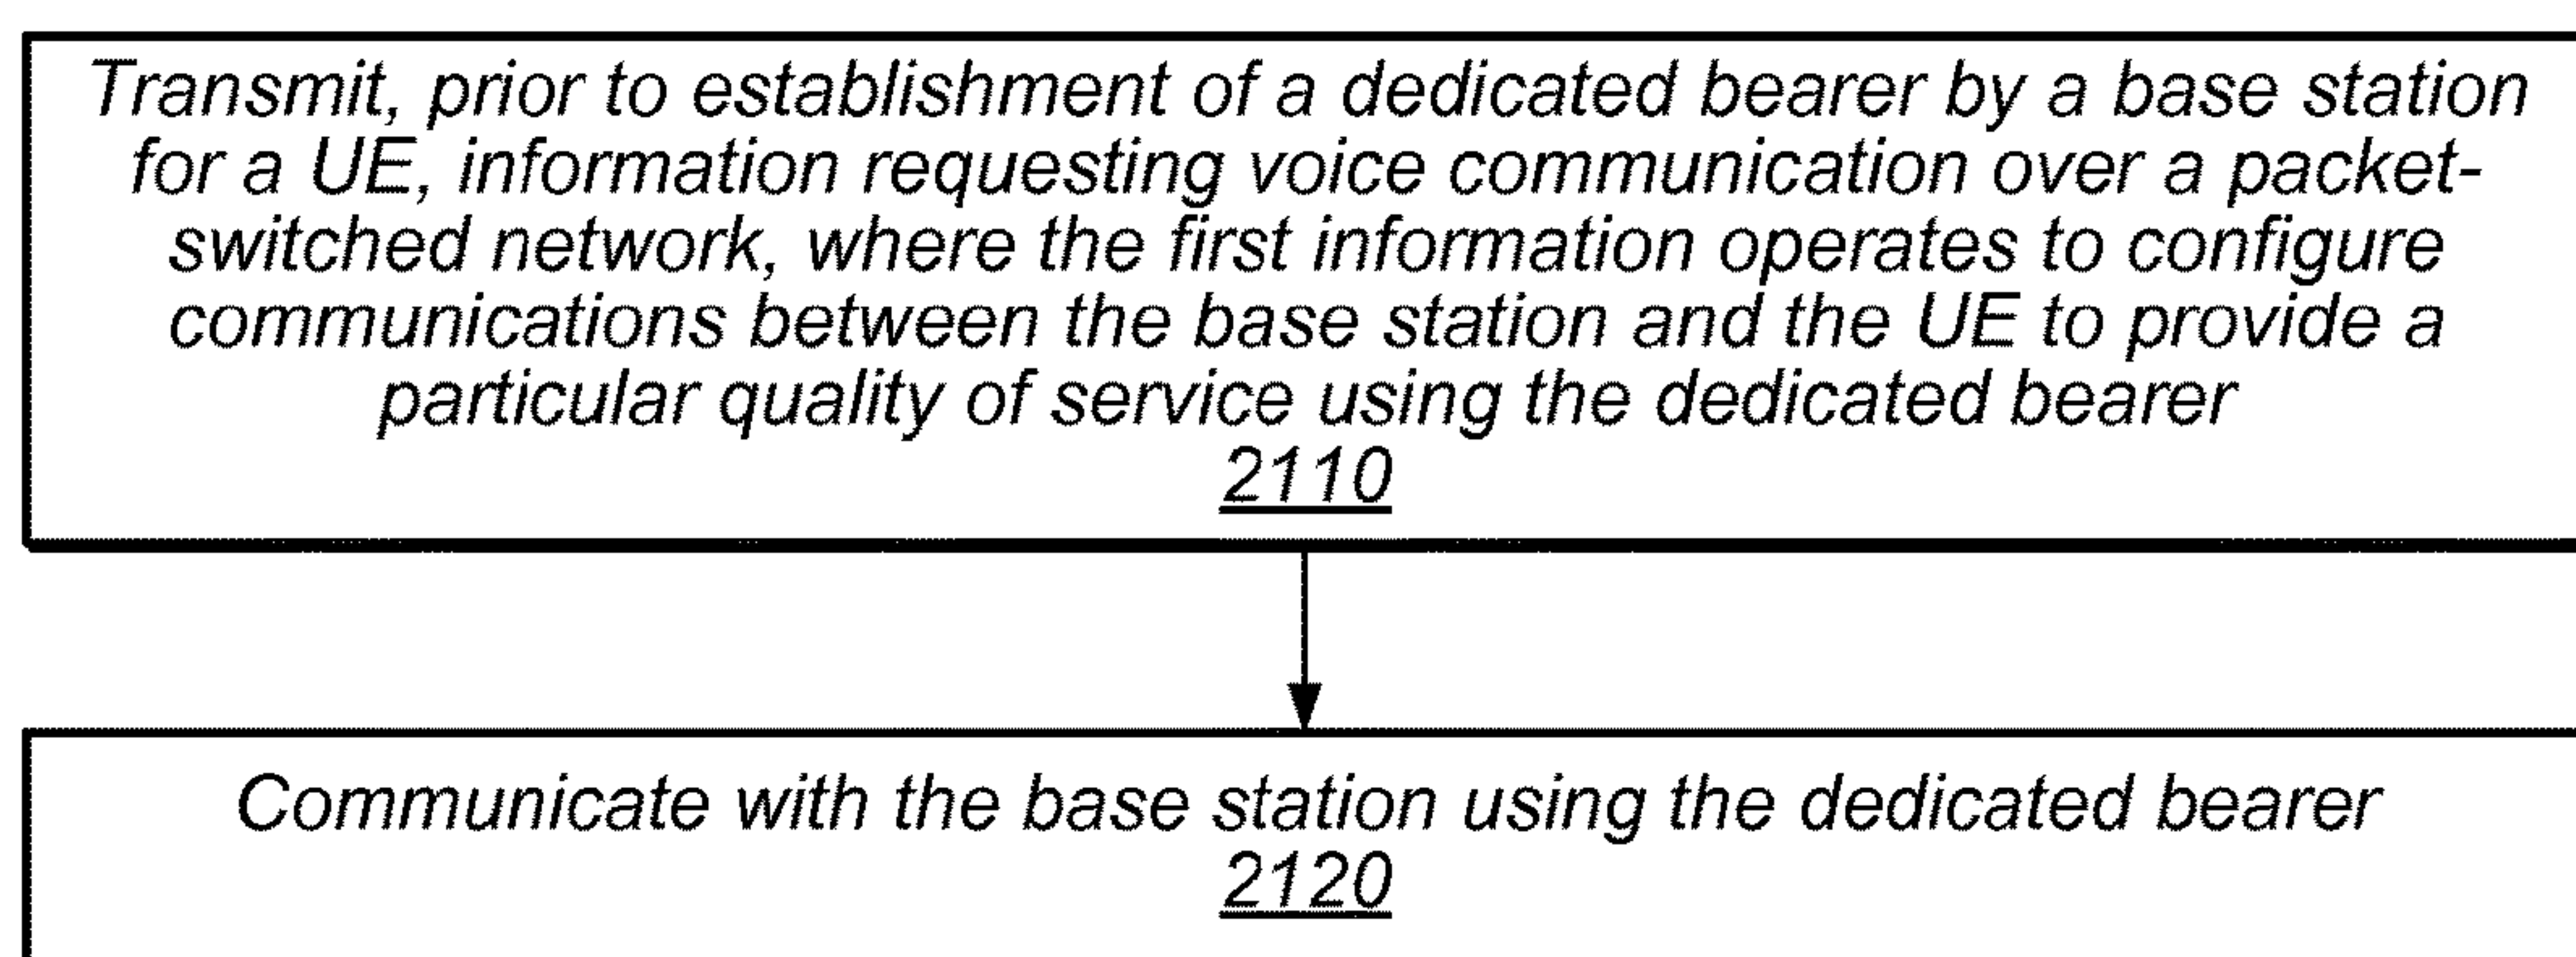 Transmit, prior to establishment of a dedicated bearer by a base station
for a UE, information requesting voice communication over a packet-
switched network, where the first information operates to configure
communications between the base station and the UE to provide a
particular quality of service using the dedicated bearer
2110
Communicate with the base station using the dedicated bearer
2120